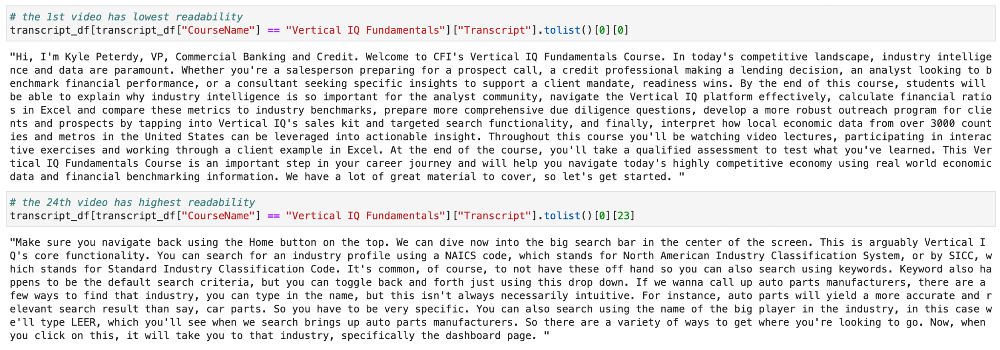 # the 1st video has lowest readability
transcript_df[transcript_df["CourseName"] == "Vertical IQ Fundamentals"]["Transcript"].tolist()[0][0]
"Hi, I'm Kyle Peterdy, VP, Commercial Banking and Credit. Welcome to CFI's Vertical IQ Fundamentals Course. In today's competitive landscape, industry intellige
nce and data are paramount. Whether you're a salesperson preparing for a prospect call, a credit professional making a lending decision, an analyst looking to b
enchmark financial performance, or a consultant seeking specific insights to support a client mandate, readiness wins. By the end of this course, students will
be able to explain why industry intelligence is so important for the analyst community, navigate the Vertical IQ platform effectively, calculate financial ratio
s in Excel and compare these metrics to industry benchmarks, prepare more comprehensive due diligence questions, develop a more robust outreach program for clie
nts and prospects by tapping into Vertical IQ's sales kit and targeted search functionality, and finally, interpret how local economic data from over 3000 count
ies and metros in the United States can be leveraged into actionable insight. Throughout this course you'll be watching video lectures, participating in interac
tive exercises and working through a client example in Excel. At the end of the course, you'll take a qualified assessment to test what you've learned. This Ver
tical IQ Fundamentals Course is an important step in your career journey and will help you navigate today's highly competitive economy using real world economic
data and financial benchmarking information. We have a lot of great material to cover, so let's get started. "
# the 24th video has highest readability
transcript_df[transcript_df["CourseName"] == "Vertical IQ Fundamentals"]["Transcript"].tolist()[0][23]
"Make sure you navigate back using the Home button on the top. We can dive now into the big search bar in the center of the screen. This is arguably Vertical I
Q's core functionality. You can search for an industry profile using a NAICS code, which stands for North American Industry Classification System, or by SICC, w
hich stands for Standard Industry Classification Code. It's common, of course, to not have these off hand so you can also search using keywords. Keyword also ha
ppens to be the default search criteria, but you can toggle back and forth just using this drop down. If we wanna call up auto parts manufacturers, there are a
few ways to find that industry, you can type in the name, but this isn't always necessarily intuitive. For instance, auto parts will yield a more accurate and r
elevant search result than say, car parts. So you have to be very specific. You can also search using the name of the big player in the industry, in this case w
e'll type LEER, which you'll see when we search brings up auto parts manufacturers. So there are a variety of ways to get where you're looking to go. Now, when
you click on this, it will take you to that industry, specifically the dashboard page. "